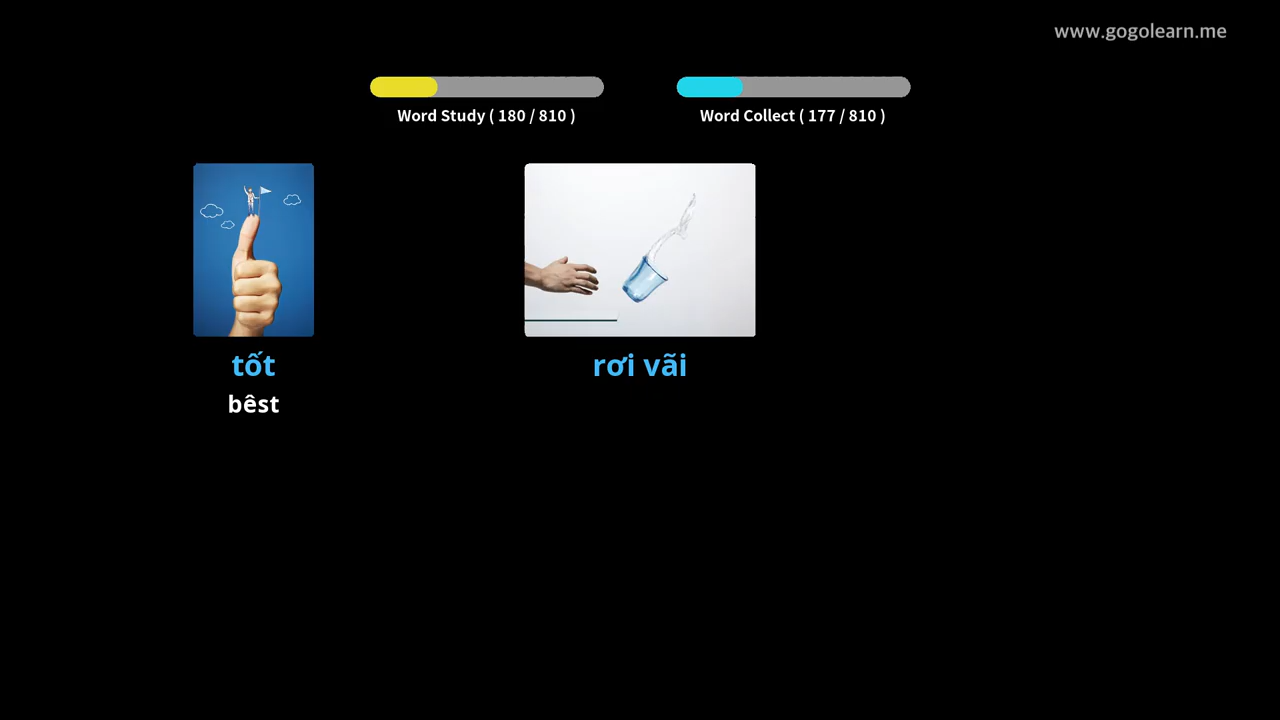 www.gogolearn.me
Word Study ( 180 / 810 )
Word Collect ( 177 / 810 )
tốt
bêst
rơi vãi